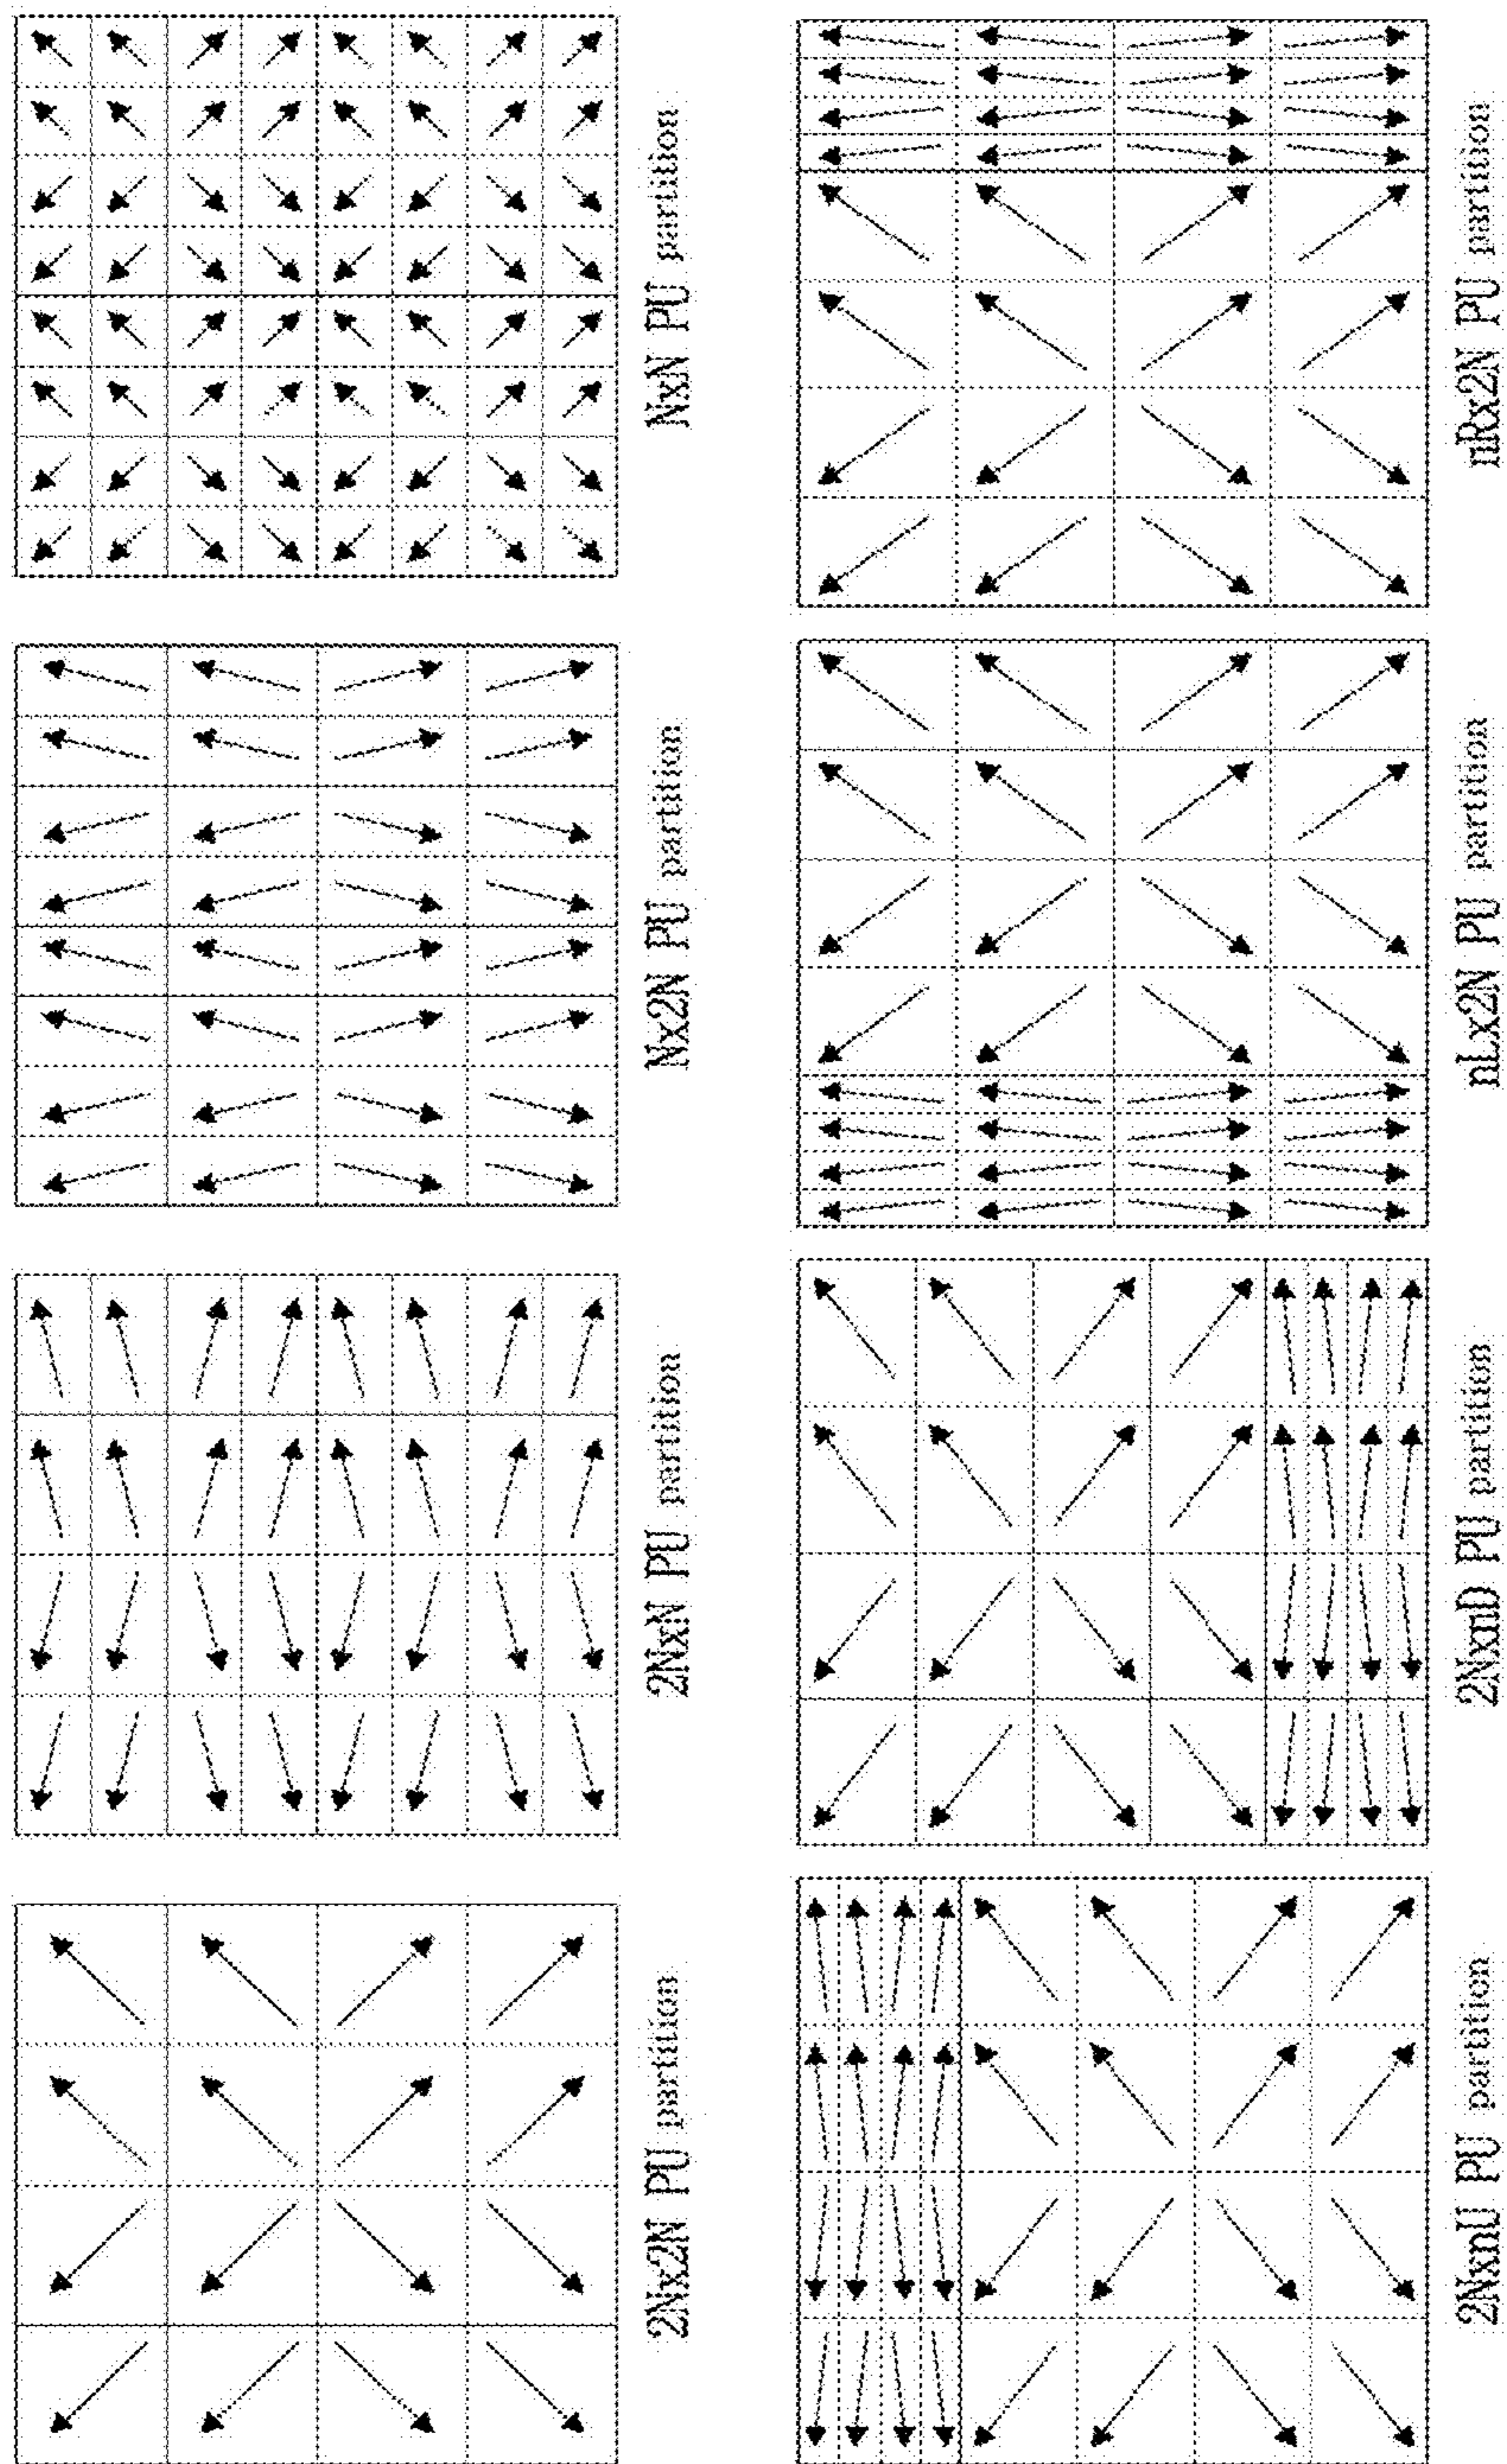 2Nx2N PU partition
2NxN PU partition
Nx2N PU partition
NxN PU partition
2NxnU PU partition
2NxnD PU partition
nLx2N PU partition
nRx2N PU partition